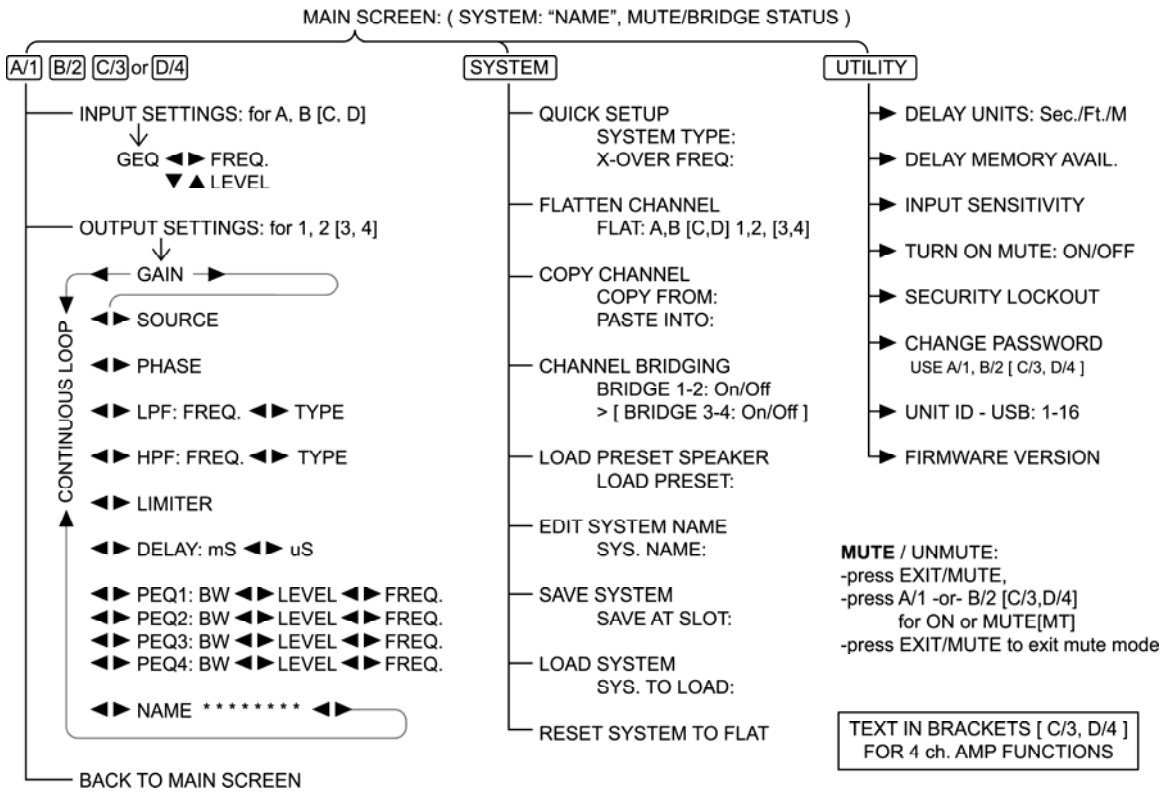 MAIN SCREEN: ( SYSTEM: “NAME”, MUTE/BRIDGE STATUS )
A/1 B/2 C/3 or D/4
INPUT SETTINGS: for A, B [C, D]
GEQ ◄► FREQ.
▼▲ LEVEL
OUTPUT SETTINGS: for 1, 2 [3, 4]
GAIN
CONTINUOUS LOOP
◄► SOURCE
◄► PHASE
◄► LPF: FREQ. ◄► TYPE
◄► HPF: FREQ. ◄► TYPE
◄► LIMITER
◄► DELAY: mS ◄► uS
◄► PEQ1: BW ◄► LEVEL ◄► FREQ.
◄► PEQ2: BW ◄► LEVEL ◄► FREQ.
◄► PEQ3: BW ◄► LEVEL ◄► FREQ.
◄► PEQ4: BW ◄► LEVEL ◄► FREQ.
◄► NAME * * * * * * * * ◄►
BACK TO MAIN SCREEN
SYSTEM
QUICK SETUP
SYSTEM TYPE:
X-OVER FREQ:
FLATTEN CHANNEL
FLAT: A,B [C,D] 1,2, [3,4]
COPY CHANNEL
COPY FROM:
PASTE INTO:
CHANNEL BRIDGING
BRIDGE 1-2: On/Off
> [ BRIDGE 3-4: On/Off ]
LOAD PRESET SPEAKER
LOAD PRESET:
EDIT SYSTEM NAME
SYS. NAME:
SAVE SYSTEM
SAVE AT SLOT:
LOAD SYSTEM
SYS. TO LOAD:
RESET SYSTEM TO FLAT
UTILITY
DELAY UNITS: Sec./Ft./M
DELAY MEMORY AVAIL.
INPUT SENSITIVITY
TURN ON MUTE: ON/OFF
SECURITY LOCKOUT
CHANGE PASSWORD
USE A/1, B/2 [ C/3, D/4 ]
UNIT ID - USB: 1-16
FIRMWARE VERSION
MUTE / UNMUTE:
-press EXIT/MUTE,
-press A/1 -or- B/2 [C/3,D/4]
for ON or MUTE[MT]
-press EXIT/MUTE to exit mute mode
TEXT IN BRACKETS [ C/3, D/4 ]
FOR 4 ch. AMP FUNCTIONS